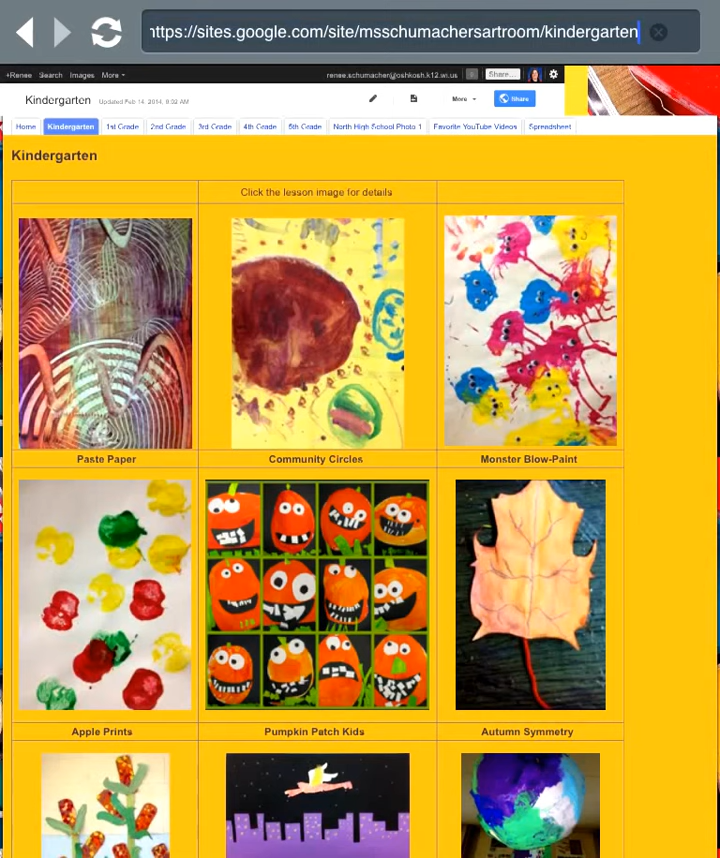 https://sites.google.com/site/msschumachersartroom/kindergarten
+Renee Search Images More
renee.schumacher@oshkosh.k12.wi.us Share...
Kindergarten Updated Feb 14, 2014, 8:02 AM More Share
Home Kindergarten 1st Grade 2nd Grade 3rd Grade 4th Grade 5th Grade North High School Photo 1 Favorite YouTube Videos Spreadsheet
Kindergarten
Click the lesson image for details
Paste Paper Community Circles Monster Blow-Paint
Apple Prints Pumpkin Patch Kids Autumn Symmetry